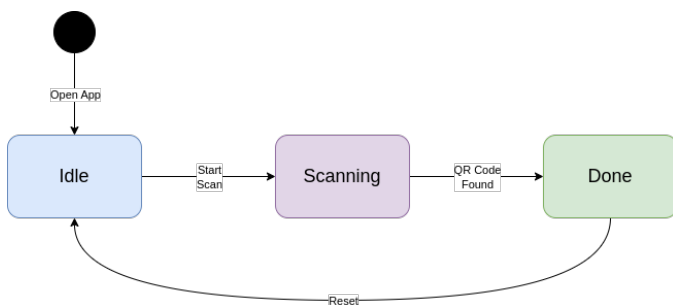 Open App
Idle
Start
Scan
Scanning
QR Code
Found
Done
Reset